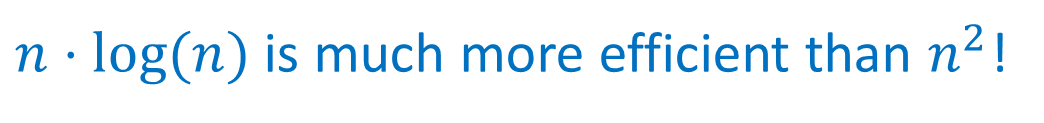 n · log(n) is much more efficient than n²!